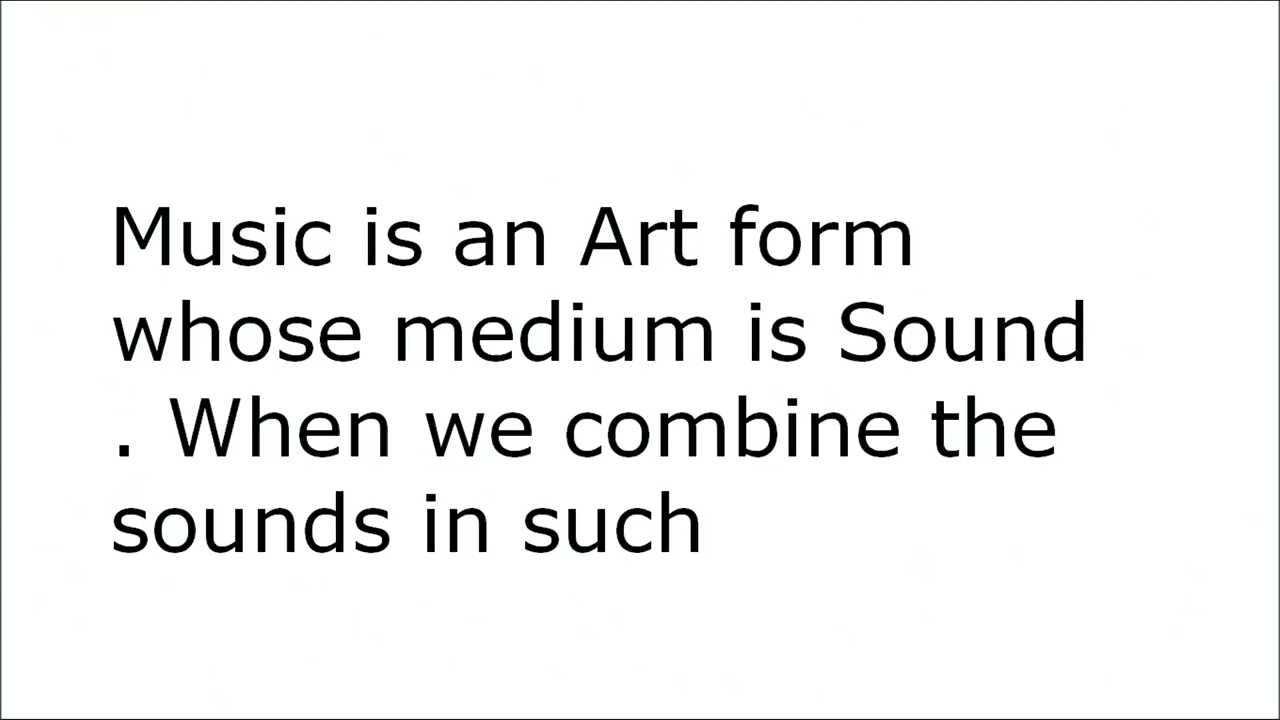 Music is an Art form
whose medium is Sound
. When we combine the
sounds in such